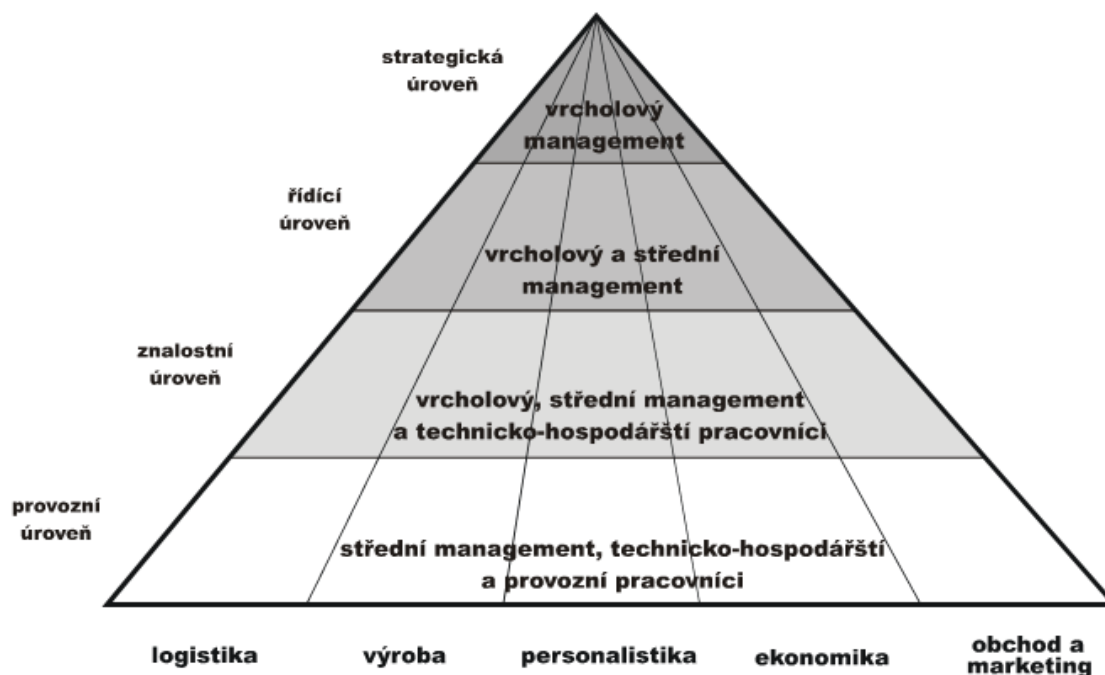 strategická
úroveň
vrcholový
management
řídící
úroveň
vrcholový a střední
management
znalostní
úroveň
vrcholový, střední management
a technicko-hospodářští pracovníci
provozní
úroveň
střední management, technicko-hospodářští
a provozní pracovníci
logistika
výroba
personalistika
ekonomika
obchod a
marketing